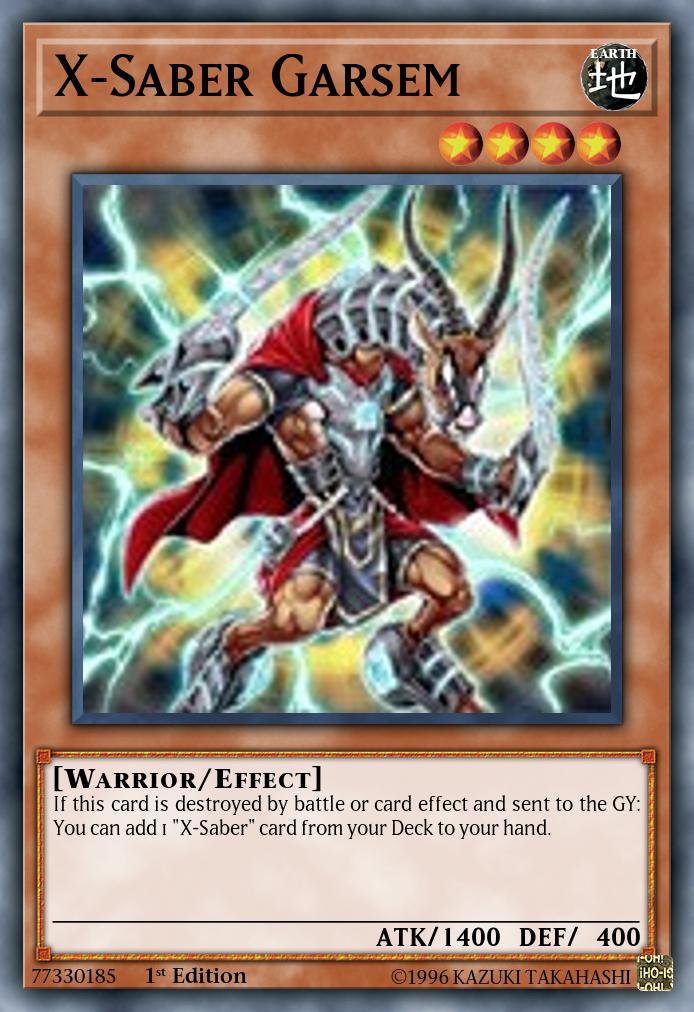 X-Saber Garsem
EARTH
地
[Warrior/Effect]
If this card is destroyed by battle or card effect and sent to the GY:
You can add 1 "X-Saber" card from your Deck to your hand.
ATK/1400 DEF/ 400
77330185 1st Edition ©1996 KAZUKI TAKAHASHI